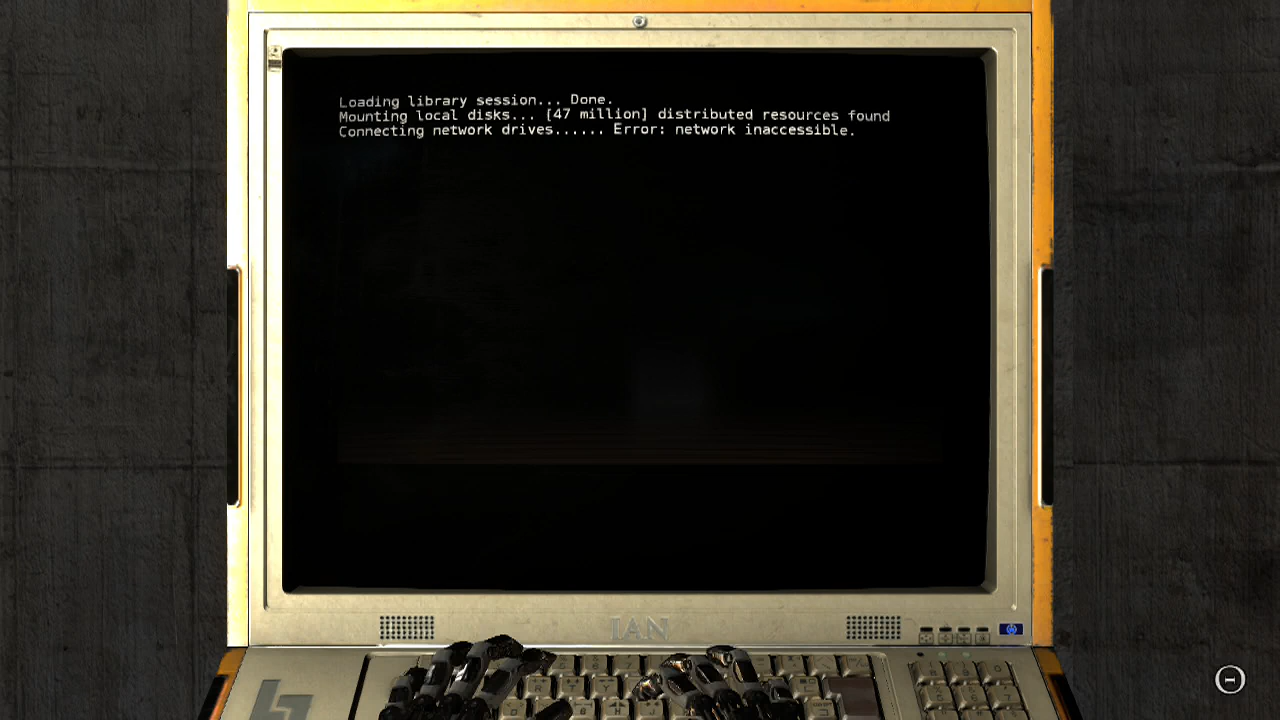 Loading library session... Done.
Mounting local disks... [47 million] distributed resources found
Connecting network drives...... Error: network inaccessible.
IAN